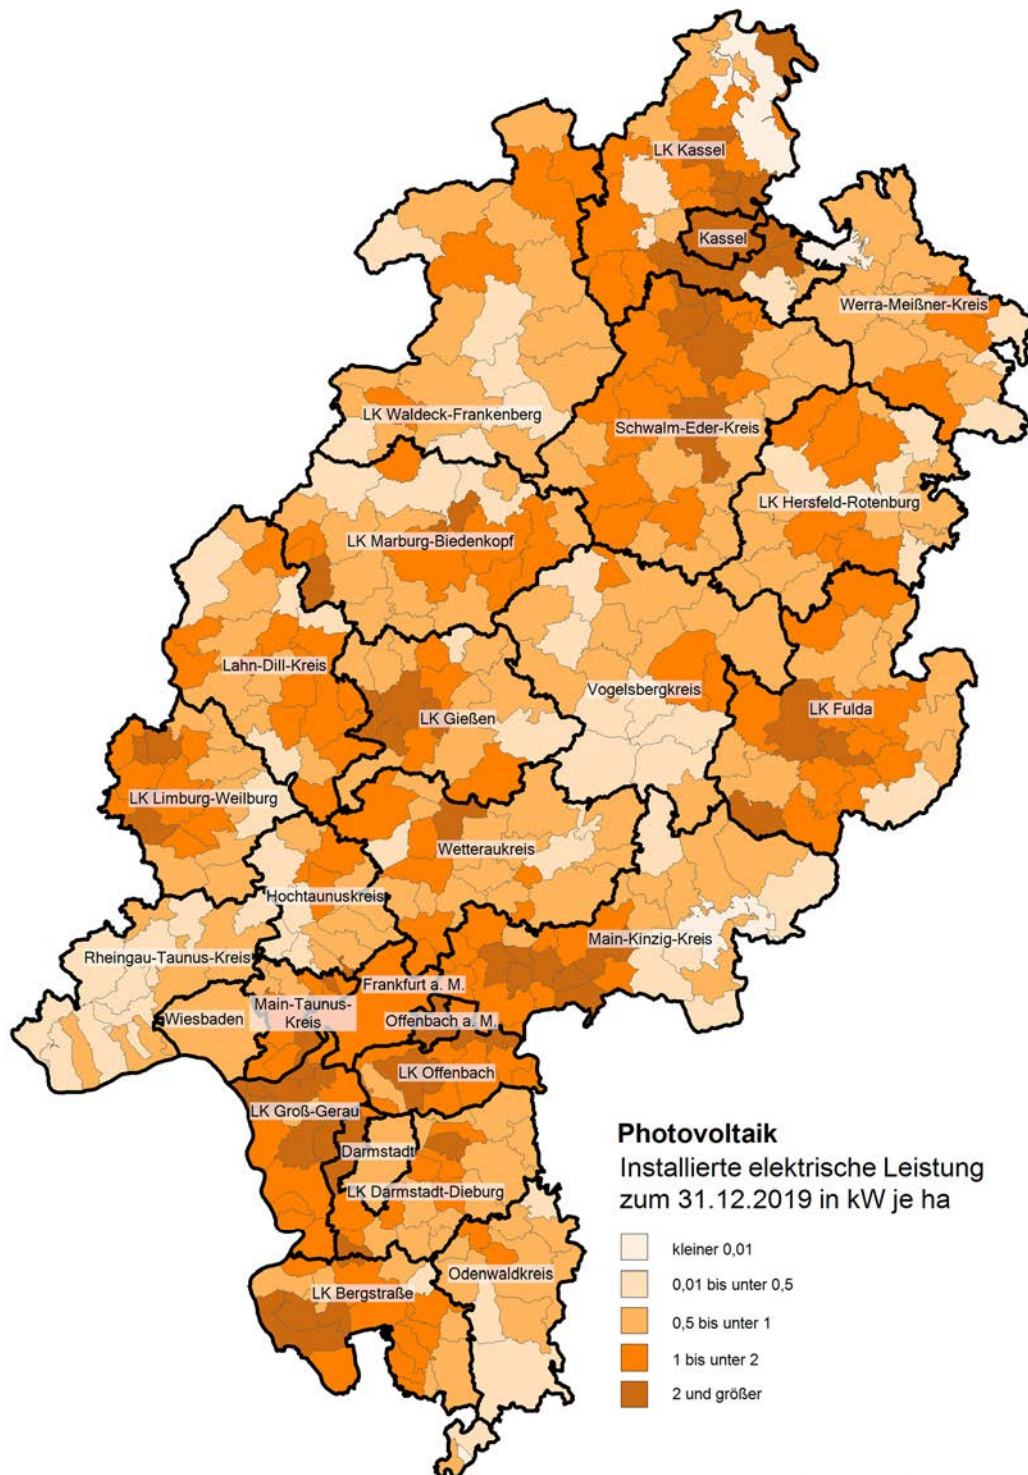 LK Kassel
Kassel
Werra-Meißner-Kreis
LK Waldeck-Frankenberg
Schwalm-Eder-Kreis
LK Hersfeld-Rotenburg
LK Marburg-Biedenkopf
Lahn-Dill-Kreis
Vogelsbergkreis
LK Gießen
LK Fulda
LK Limburg-Weilburg
Wetteraukreis
Hochtaunuskreis
Main-Kinzig-Kreis
Rheingau-Taunus-Kreis
Frankfurt a. M.
Main-Taunus-
Kreis
Wiesbaden
Offenbach a. M.
LK Offenbach
LK Groß-Gerau
Darmstadt
LK Darmstadt-Dieburg
Odenwaldkreis
LK Bergstraße
Photovoltaik
Installierte elektrische Leistung
zum 31.12.2019 in kW je ha
kleiner 0,01
0,01 bis unter 0,5
0,5 bis unter 1
1 bis unter 2
2 und größer